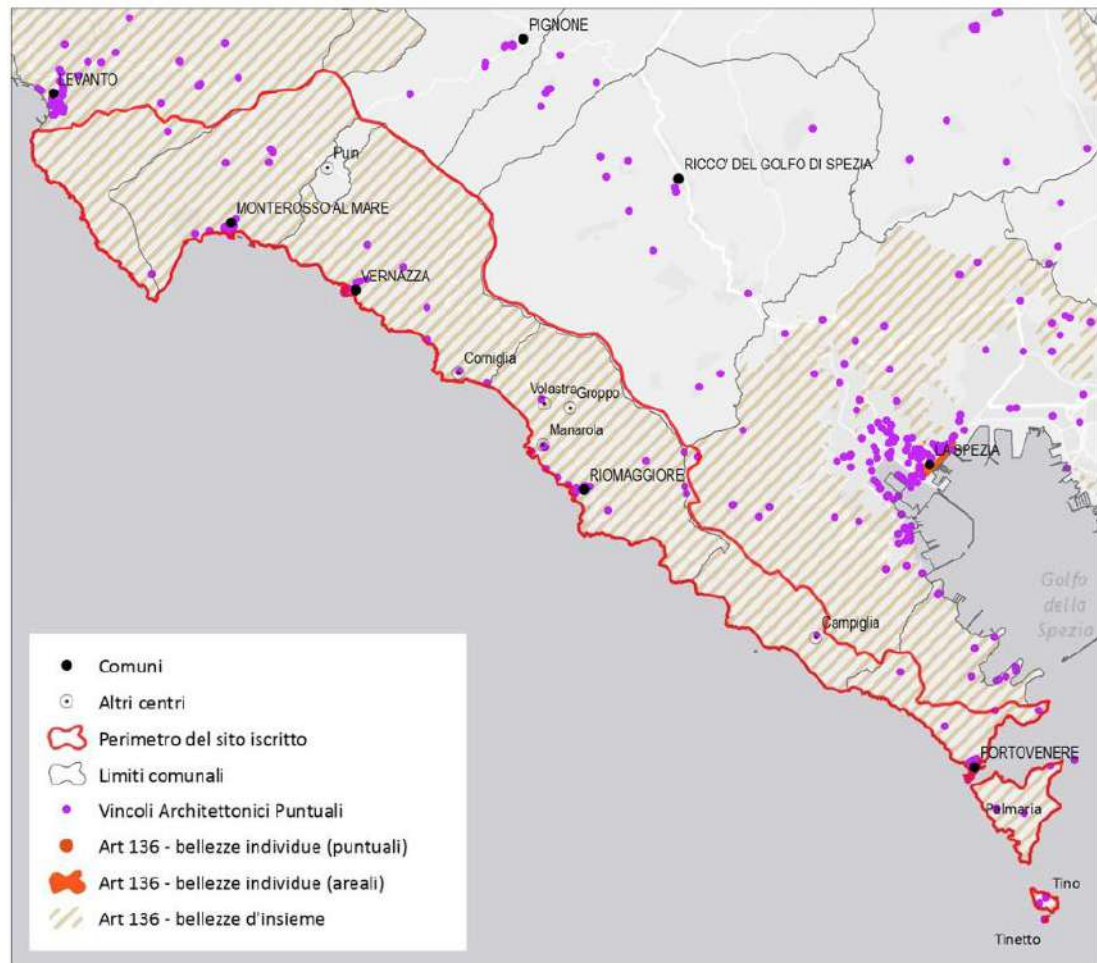 PIGNONE
LEVANTO
RICCO' DEL GOLFO DI SPEZIA
Pùin
MONTEROSSO AL MARE
VERNAZZA
Corniglia
Volastra
Groppo
Manarola
RIOMAGGIORE
LA SPEZIA
Golfo
della
Spezia
Campiglia
PORTOVENERE
Palmaria
Tino
Tinetto
Comuni
Altri centri
Perimetro del sito iscritto
Limiti comunali
Vincoli Architettonici Puntuali
Art 136 - bellezze individue (puntuali)
Art 136 - bellezze individue (areali)
Art 136 - bellezze d'insieme